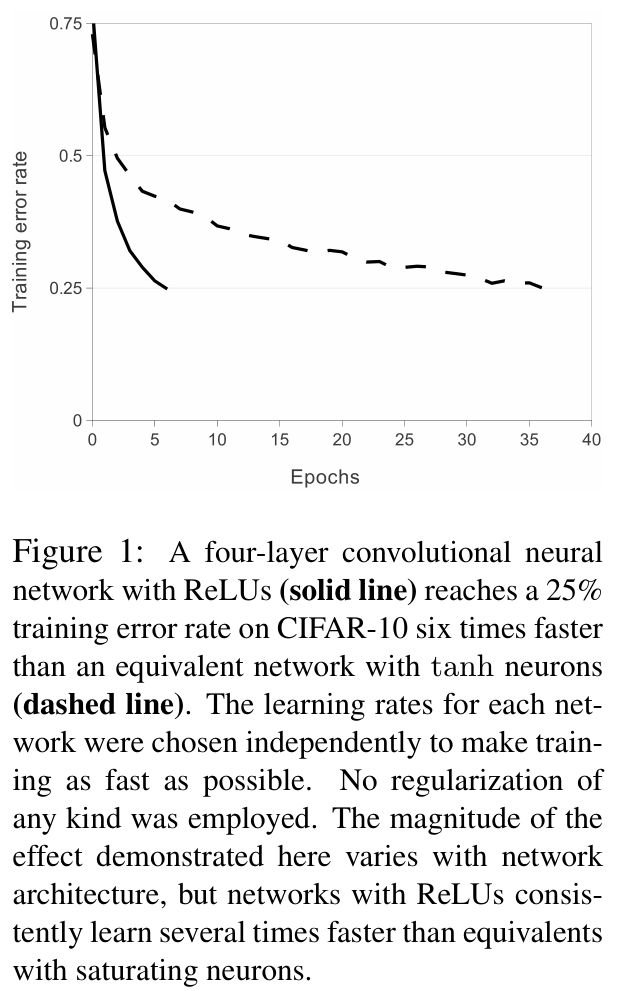 0.75
0.5
0.25
0
Training error rate
0 5 10 15 20 25 30 35 40
Epochs
Figure 1: A four-layer convolutional neural
network with ReLUs (solid line) reaches a 25%
training error rate on CIFAR-10 six times faster
than an equivalent network with tanh neurons
(dashed line). The learning rates for each net-
work were chosen independently to make train-
ing as fast as possible. No regularization of
any kind was employed. The magnitude of the
effect demonstrated here varies with network
architecture, but networks with ReLUs consis-
tently learn several times faster than equivalents
with saturating neurons.